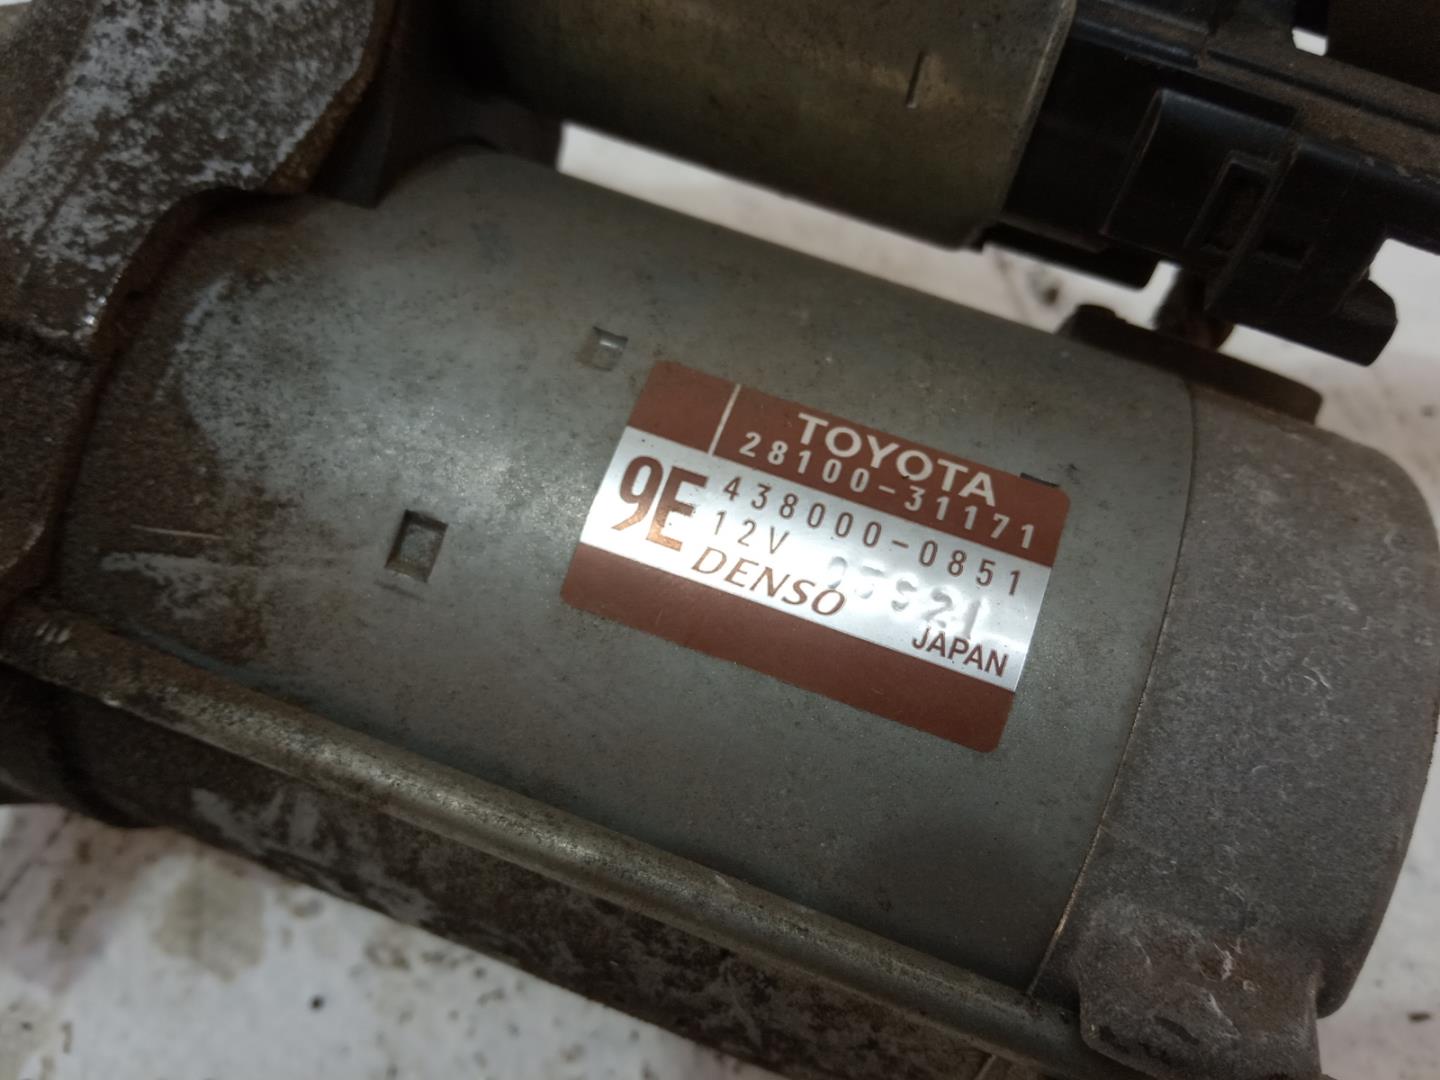 TOYOTA
28100-31171
9E
438000-0851
12V
DENSO
JAPAN